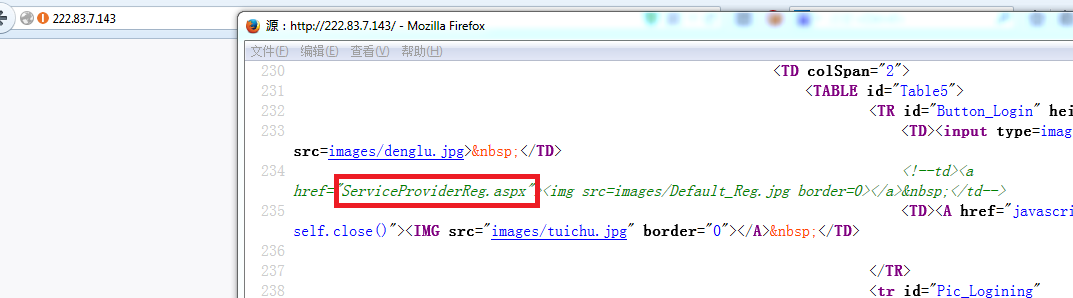 222.83.7.143
源：http://222.83.7.143/ - Mozilla Firefox
文件(F) 编辑(E) 查看(V) 帮助(H)
230 <TD colSpan="2">
231 <TABLE id="Table5">
232 <TR id="Button_Login" hei
233 <TD><input type=imag
src=images/denglu.jpg>&nbsp;</TD>
234 <!--td><a
href="ServiceProviderReg.aspx"><img src=images/Default_Reg.jpg border=0></a>&nbsp;</td-->
235 <TD><A href="javascri
self.close()"><IMG src="images/tuichu.jpg" border="0"></A>&nbsp;</TD>
236
237 </TR>
238 <tr id="Pic_Logining"